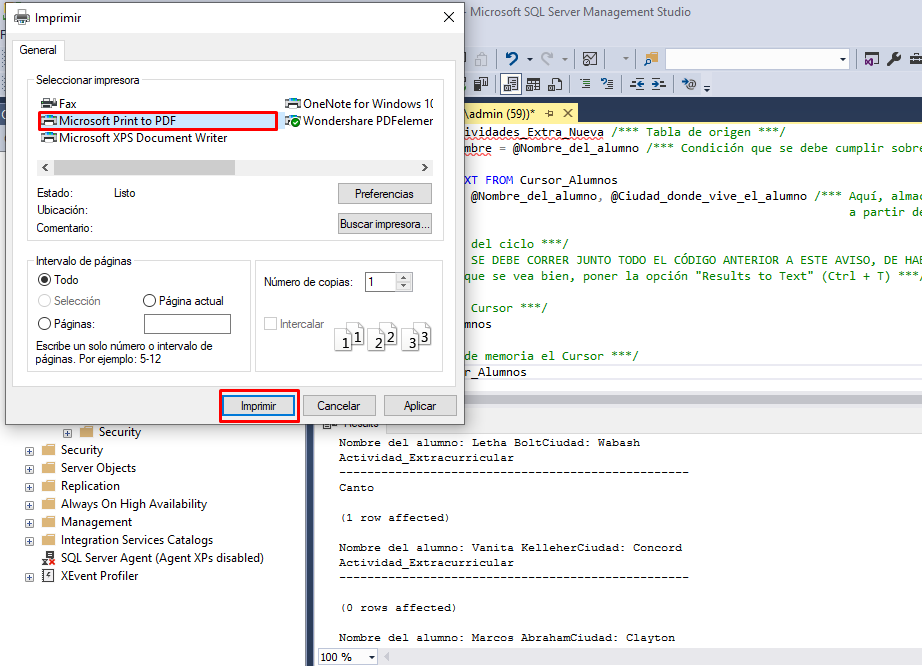 Imprimir
- Microsoft SQL Server Management Studio
General
Seleccionar impresora
Fax
OneNote for Windows 10
Microsoft Print to PDF
Wondershare PDFelemen
Microsoft XPS Document Writer
Estado: Listo
Preferencias
Ubicación:
Comentario:
Buscar impresora...
Intervalo de páginas
Todo
Selección
Página actual
Páginas:
Escribe un solo número o intervalo de
páginas. Por ejemplo: 5-12
Número de copias: 1
Intercalar
1 1 2 2 3 3
Imprimir
Cancelar
Aplicar
\admin (59))*
ividades_Extra_Nueva /*** Tabla de origen ***/
mbre = @Nombre_del_alumno /*** Condición que se debe cumplir sobre
XT FROM Cursor_Alumnos
@Nombre_del_alumno, @Ciudad_donde_vive_el_alumno /*** Aquí, alma
a partir de
del ciclo ***/
SE DEBE CORRER JUNTO TODO EL CÓDIGO ANTERIOR A ESTE AVISO, DE HAB
que se vea bien, poner la opción "Results to Text" (Ctrl + T) ***/
Cursor ***/
mnos
de memoria el Cursor ***/
r_Alumnos
Security
Security
Server Objects
Replication
Always On High Availability
Management
Integration Services Catalogs
SQL Server Agent (Agent XPs disabled)
XEvent Profiler
Results
Nombre del alumno: Letha BoltCiudad: Wabash
Actividad_Extracurricular
--------------------------------------------------
Canto
(1 row affected)
Nombre del alumno: Vanita KelleherCiudad: Concord
Actividad_Extracurricular
--------------------------------------------------
(0 rows affected)
Nombre del alumno: Marcos AbrahamCiudad: Clayton
100 %